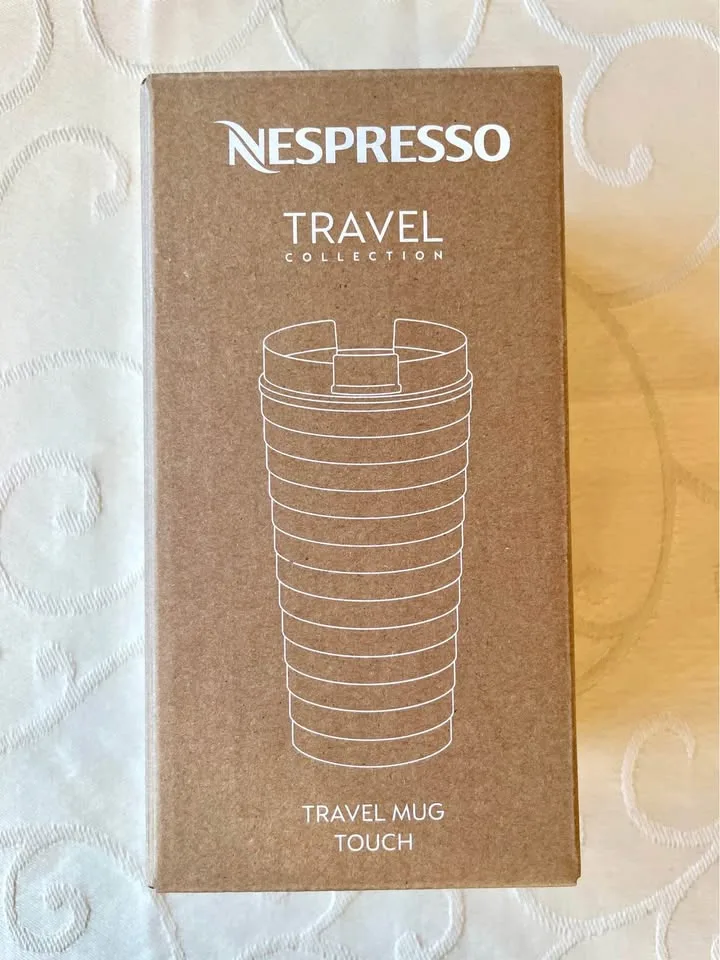 NESPRESSO
TRAVEL
COLLECTION
TRAVEL MUG
TOUCH